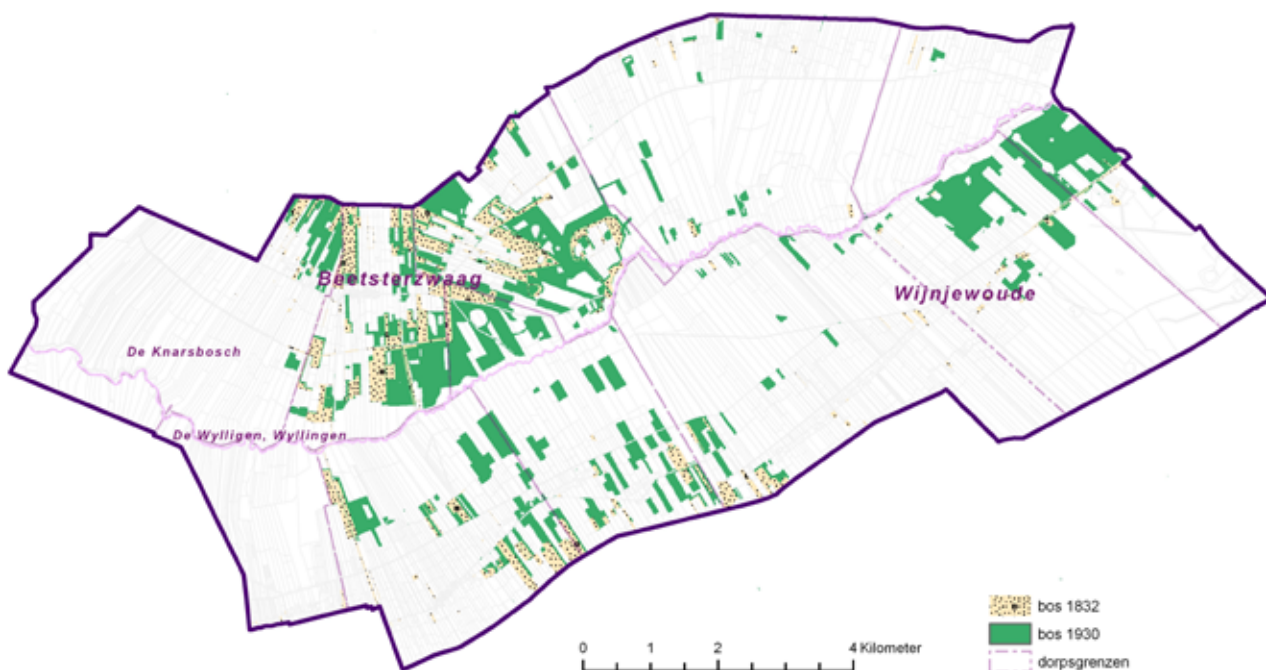 Beetsterzwaag
Wijnjewoude
De Knarsbosch
De Wylligen, Wyllingen
bos 1832
bos 1930
dorpsgrenzen
0 1 2 4 Kilometer